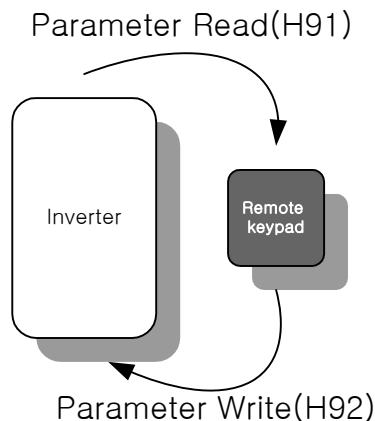 Parameter Read(H91)
Inverter
Remote
keypad
Parameter Write(H92)